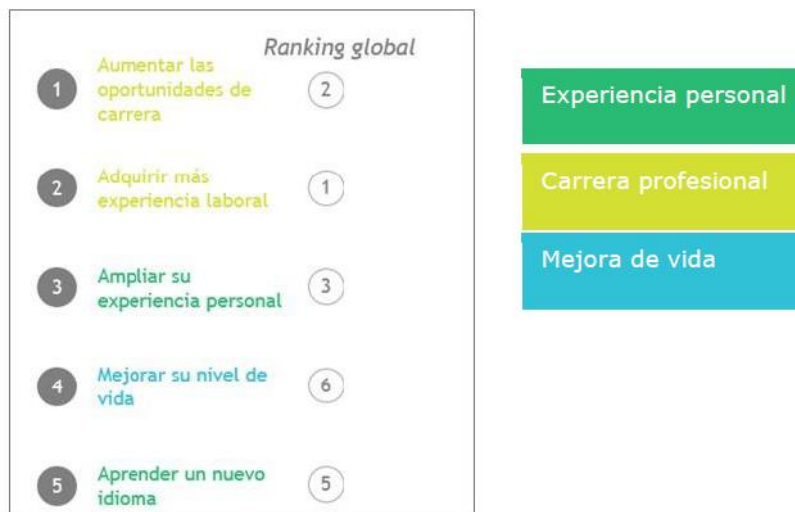 Ranking global
1
Aumentar las
oportunidades de
carrera
2
2
Adquirir más
experiencia laboral
1
3
Ampliar su
experiencia personal
3
4
Mejorar su nivel de
vida
6
5
Aprender un nuevo
idioma
5
Experiencia personal
Carrera profesional
Mejora de vida